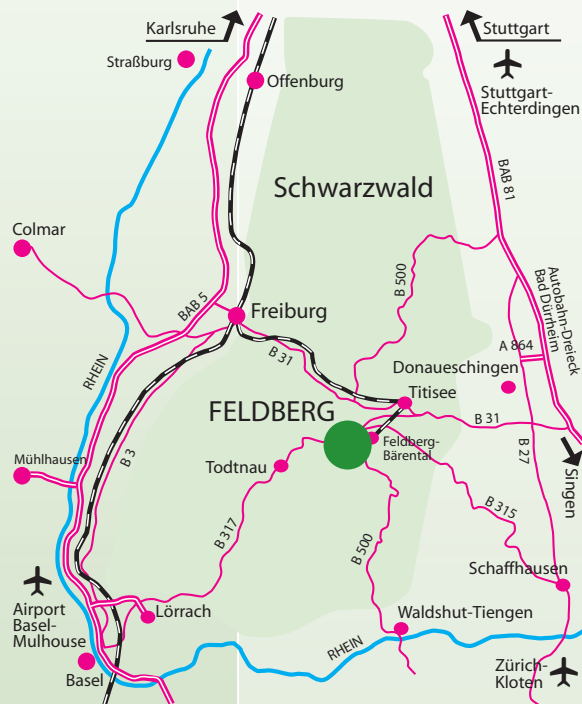 Karlsruhe
Stuttgart
Straßburg
Offenburg
Stuttgart-
Echterdingen
BAB 81
Schwarzwald
Colmar
B 500
Autobahn-Dreieck
Bad Dürrheim
BAB 5
Freiburg
RHEIN
B 31
A 864
Donaueschingen
Titisee
FELDBERG
B 31
B 3
Feldberg-
Bärental
Mühlhausen
Todtnau
B 27
Singen
B 315
B 317
B 500
Schaffhausen
Airport
Basel-
Mulhouse
Lörrach
Waldshut-Tiengen
RHEIN
Basel
Zürich-
Kloten